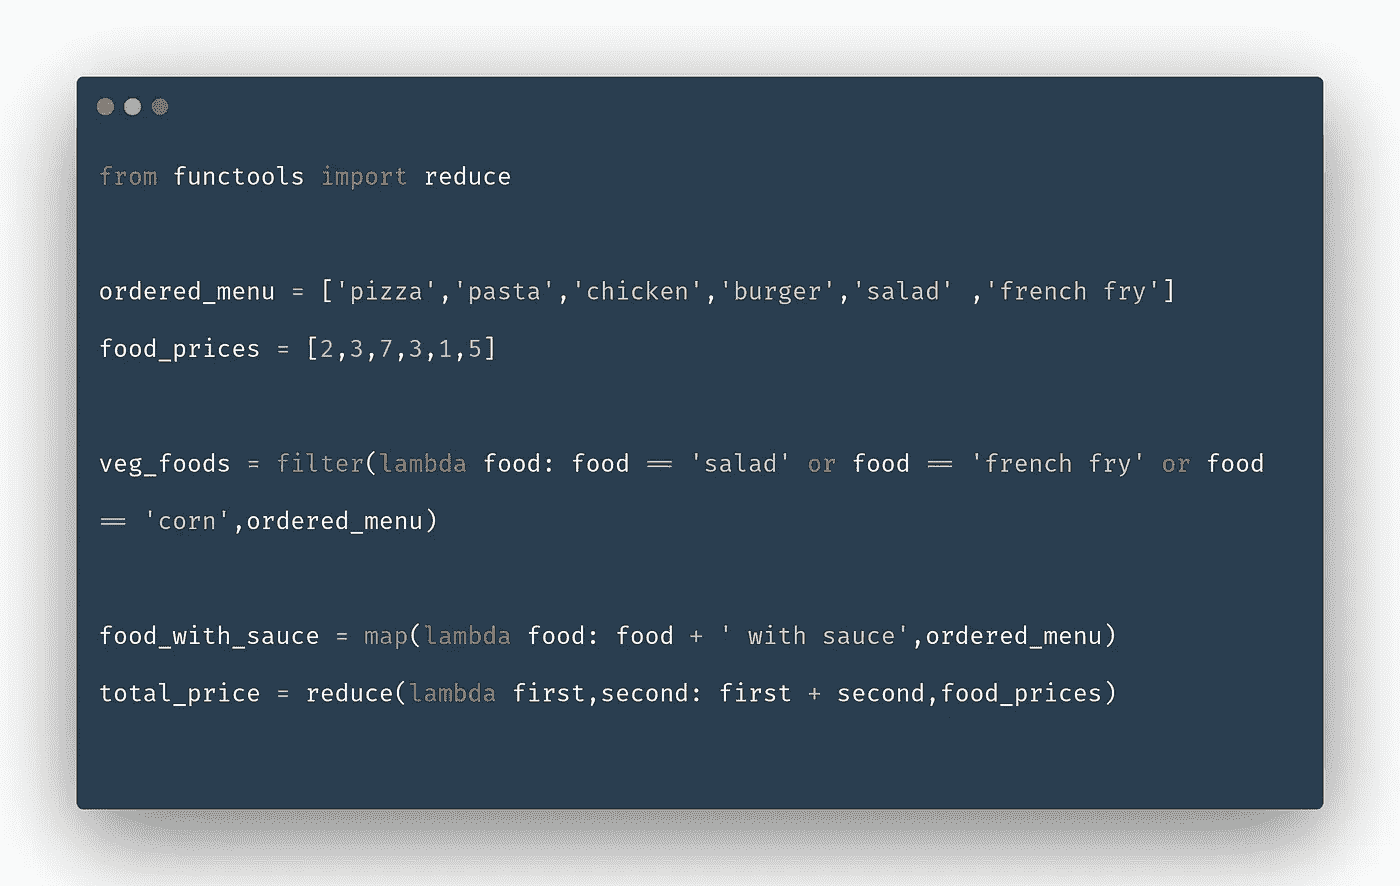 from functools import reduce
ordered_menu = ['pizza','pasta','chicken','burger','salad' ,'french fry']
food_prices = [2,3,7,3,1,5]
veg_foods = filter(lambda food: food == 'salad' or food == 'french fry' or food
== 'corn',ordered_menu)
food_with_sauce = map(lambda food: food + ' with sauce',ordered_menu)
total_price = reduce(lambda first,second: first + second,food_prices)